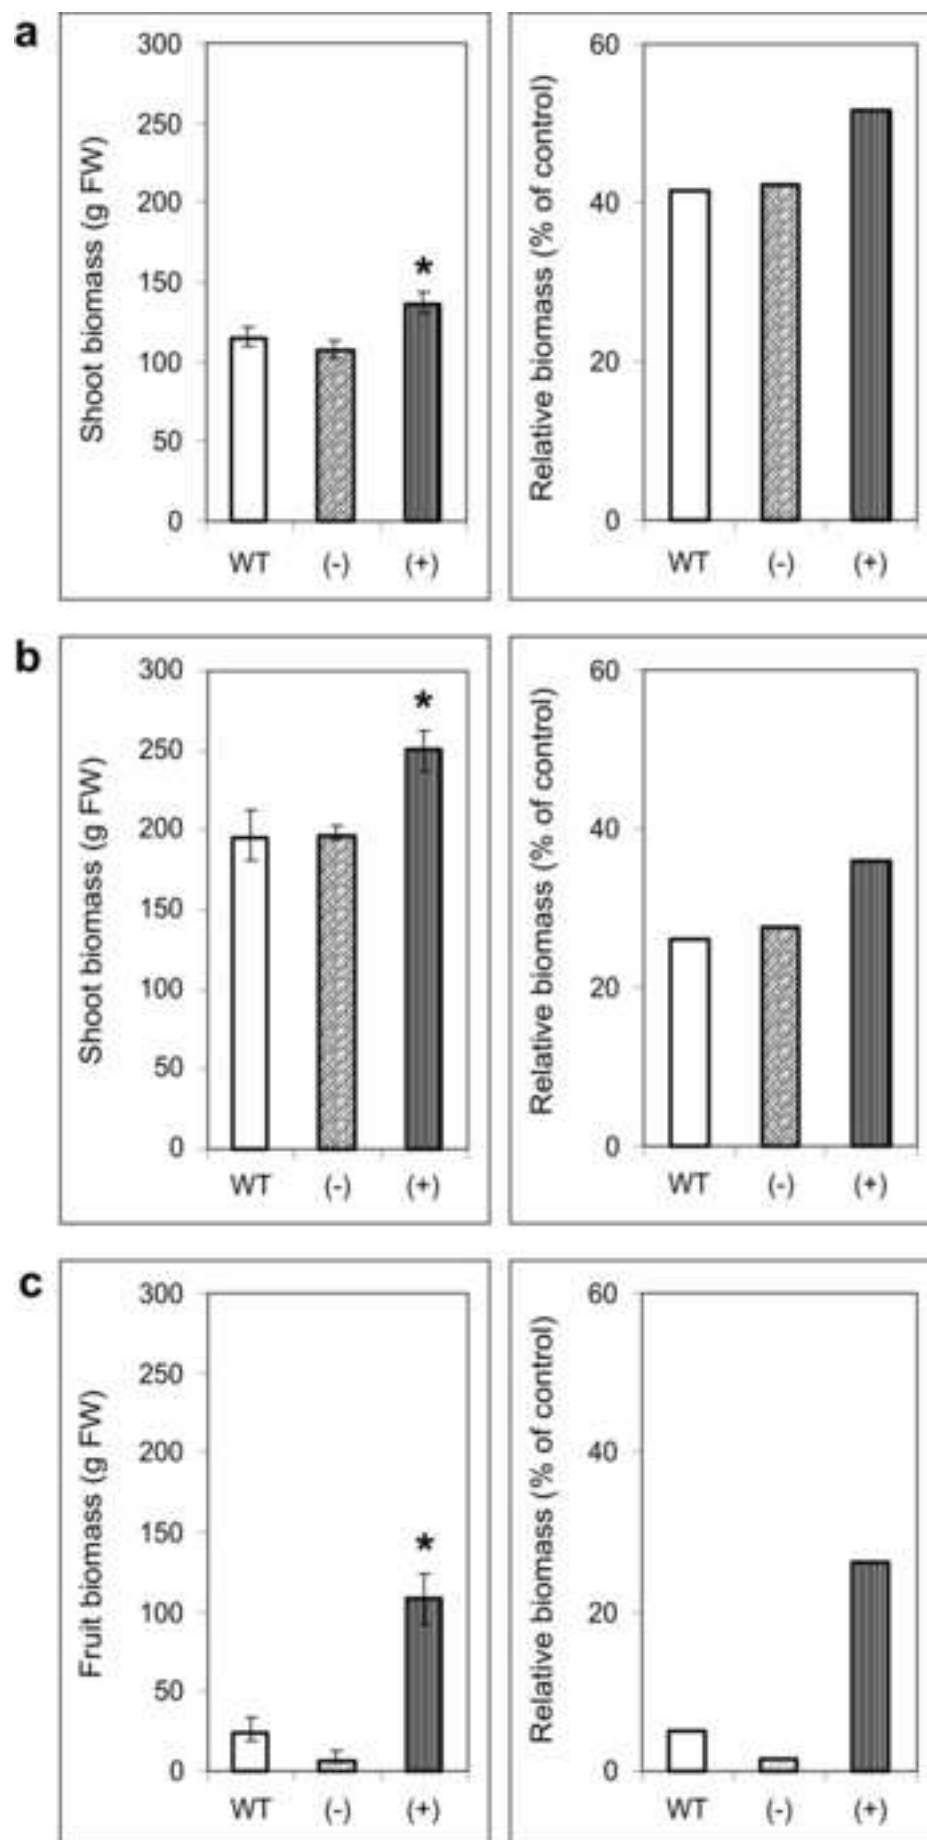 a
Shoot biomass (g FW)
300
250
200
150
100
50
0
*
WT (-) (+)
Relative biomass (% of control)
60
40
20
0
WT (-) (+)
b
Shoot biomass (g FW)
300
250
200
150
100
50
0
*
WT (-) (+)
Relative biomass (% of control)
60
40
20
0
WT (-) (+)
c
Fruit biomass (g FW)
300
250
200
150
100
50
0
*
WT (-) (+)
Relative biomass (% of control)
60
40
20
0
WT (-) (+)